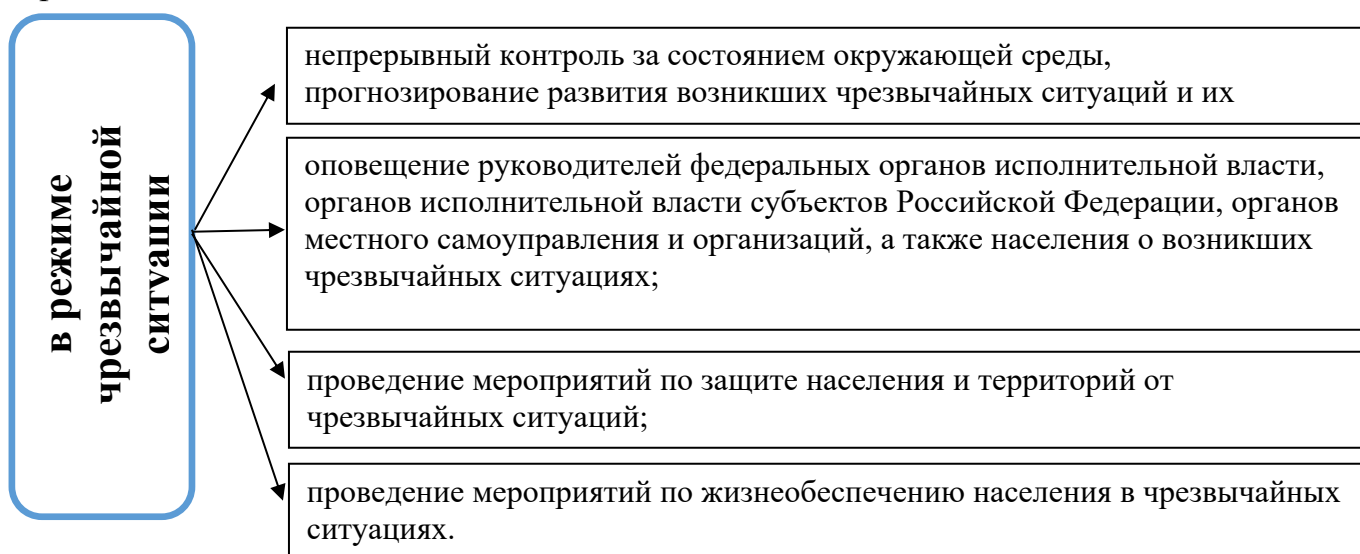 в режиме
чрезвычайной
ситуации
непрерывный контроль за состоянием окружающей среды,
прогнозирование развития возникших чрезвычайных ситуаций и их
оповещение руководителей федеральных органов исполнительной власти,
органов исполнительной власти субъектов Российской Федерации, органов
местного самоуправления и организаций, а также населения о возникших
чрезвычайных ситуациях;
проведение мероприятий по защите населения и территорий от
чрезвычайных ситуаций;
проведение мероприятий по жизнеобеспечению населения в чрезвычайных
ситуациях.